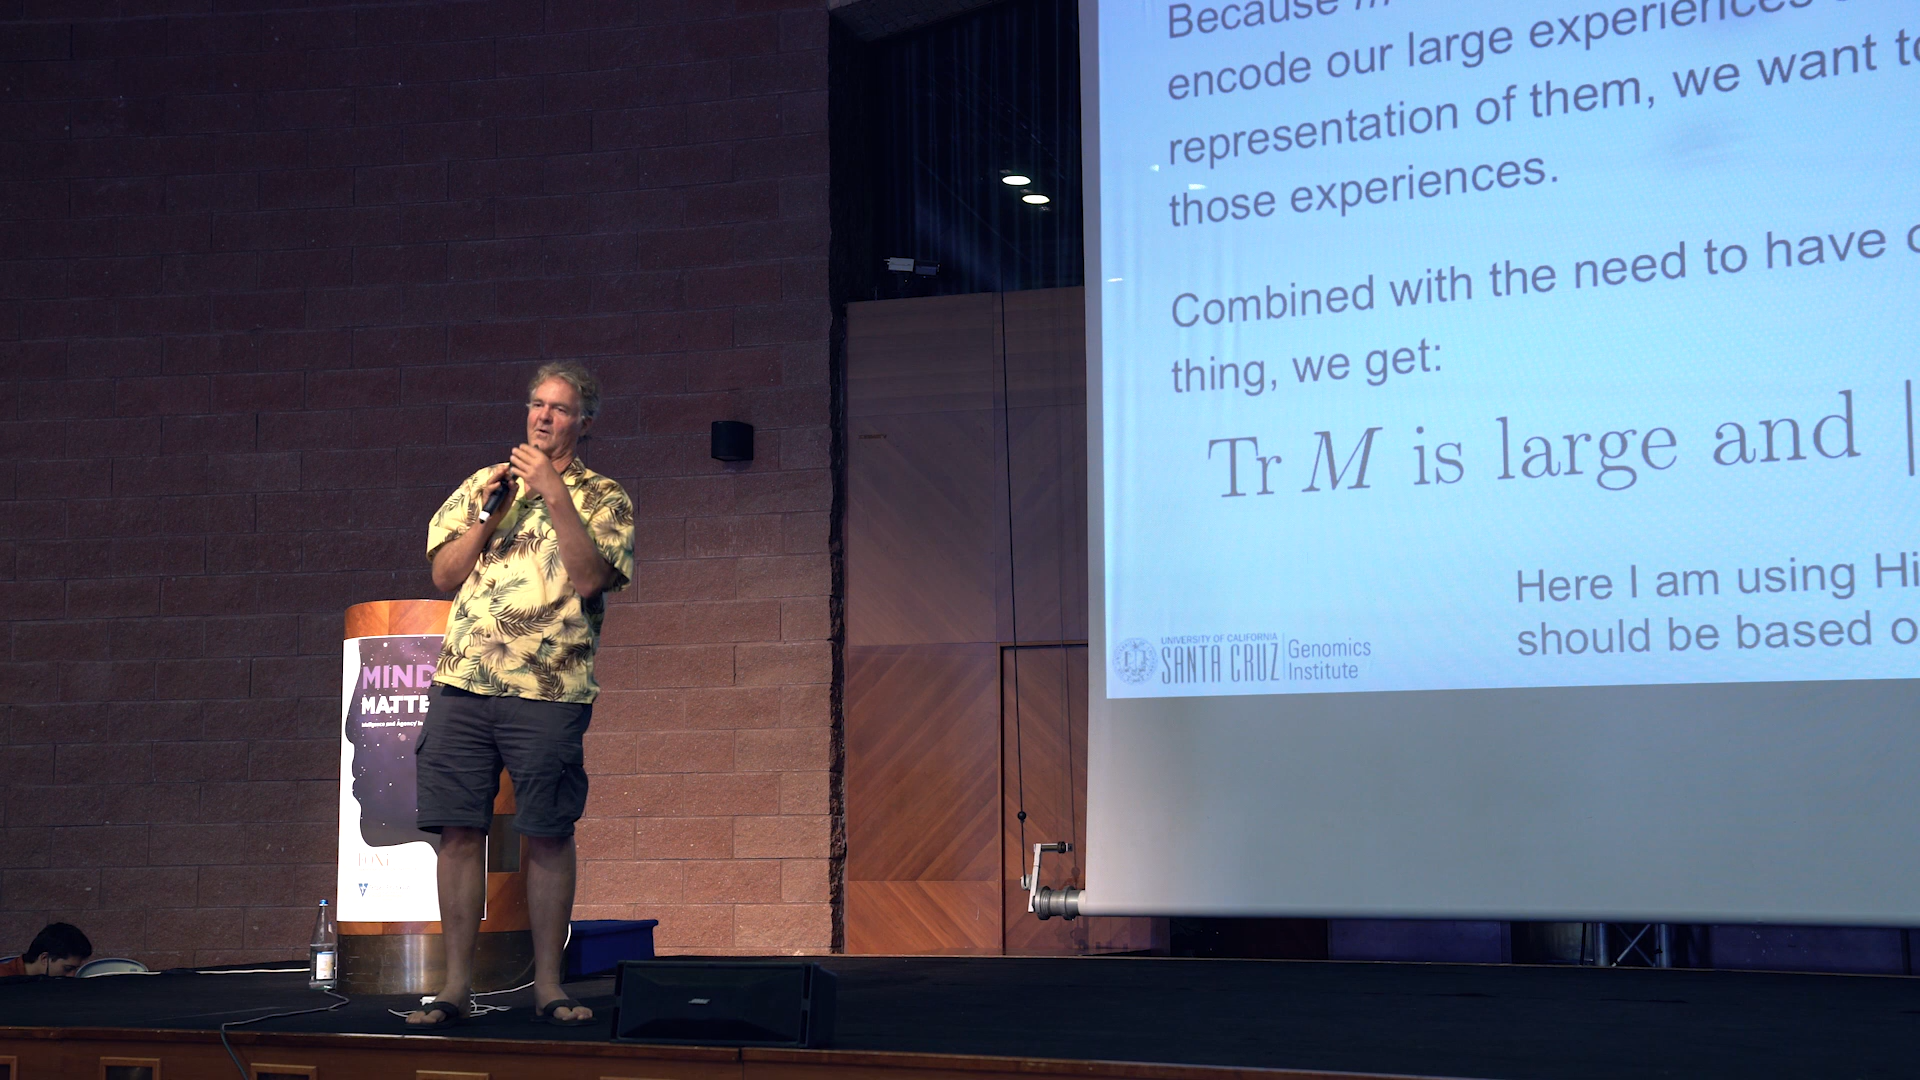 Because
encode our large experiences
representation of them, we want to
those experiences.
Combined with the need to have
thing, we get:
Tr M is large and |
Here I am using Hi
should be based o
UNIVERSITY OF CALIFORNIA
SANTA CRUZ
Genomics
Institute
MIND
MATTE